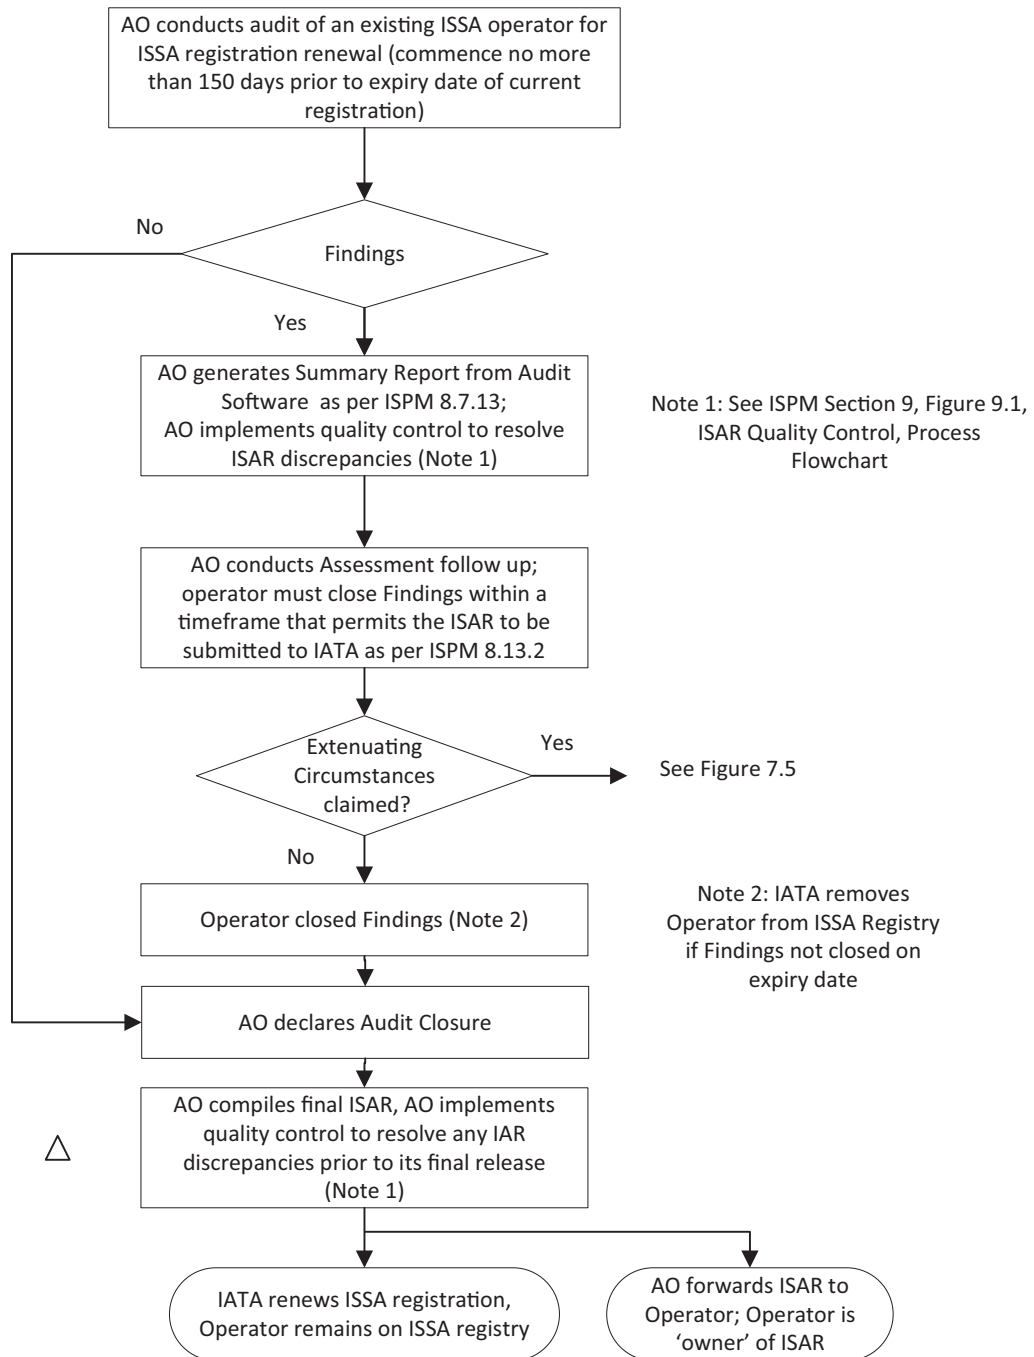 AO conducts audit of an existing ISSA operator for
ISSA registration renewal (commence no more
than 150 days prior to expiry date of current
registration)
No
Findings
Yes
AO generates Summary Report from Audit
Software as per ISPM 8.7.13;
AO implements quality control to resolve
ISAR discrepancies (Note 1)
Note 1: See ISPM Section 9, Figure 9.1,
ISAR Quality Control, Process
Flowchart
AO conducts Assessment follow up;
operator must close Findings within a
timeframe that permits the ISAR to be
submitted to IATA as per ISPM 8.13.2
Extenuating
Circumstances
claimed?
Yes
See Figure 7.5
No
Operator closed Findings (Note 2)
Note 2: IATA removes
Operator from ISSA Registry
if Findings not closed on
expiry date
AO declares Audit Closure
AO compiles final ISAR, AO implements
quality control to resolve any IAR
discrepancies prior to its final release
(Note 1)
IATA renews ISSA registration,
Operator remains on ISSA registry
AO forwards ISAR to
Operator; Operator is
‘owner’ of ISAR